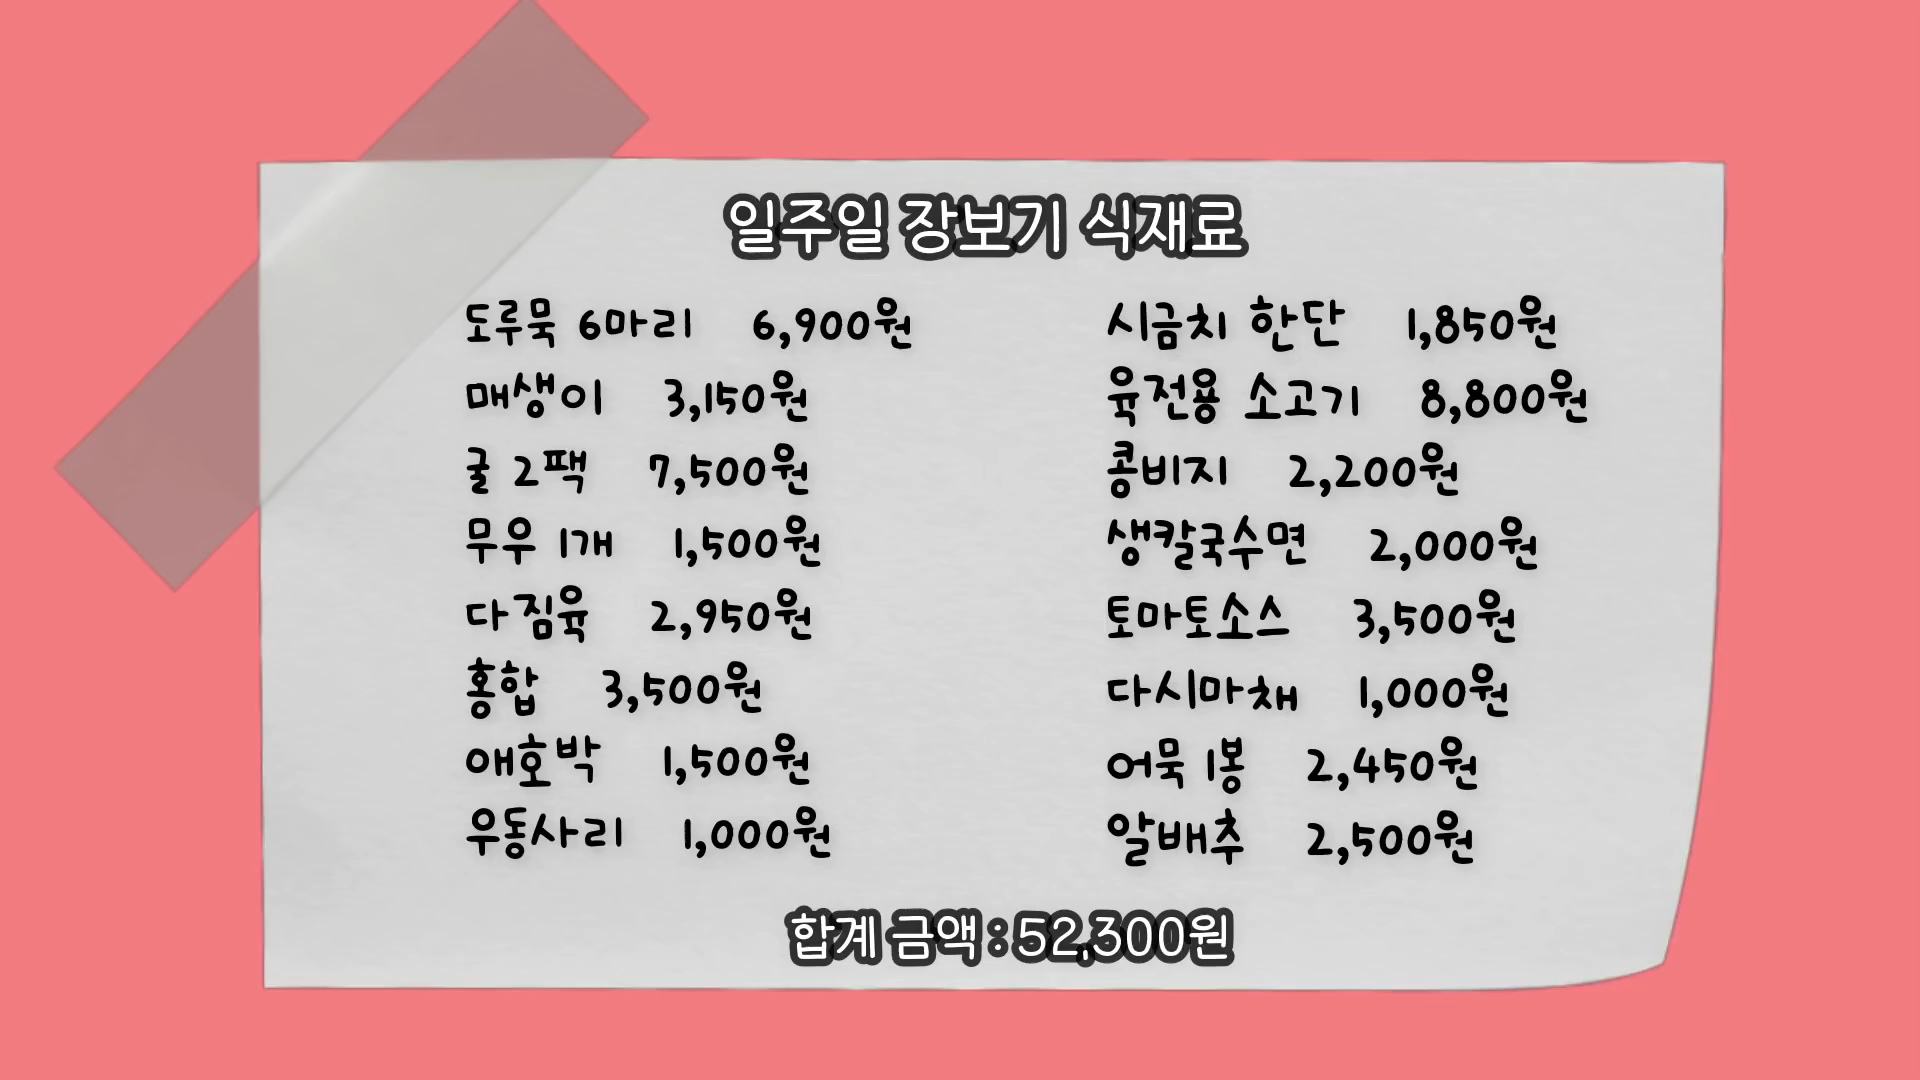 일주일 장보기 식재료
도루묵 6마리 6,900원
매생이 3,150원
굴 2팩 7,500원
무우 1개 1,500원
다짐육 2,950원
홍합 3,500원
애호박 1,500원
우동사리 1,000원
시금치 한단 1,850원
육전용 소고기 8,800원
콩비지 2,200원
생칼국수면 2,000원
토마토소스 3,500원
다시마채 1,000원
어묵 1봉 2,450원
알배추 2,500원
합계 금액 : 52,300원